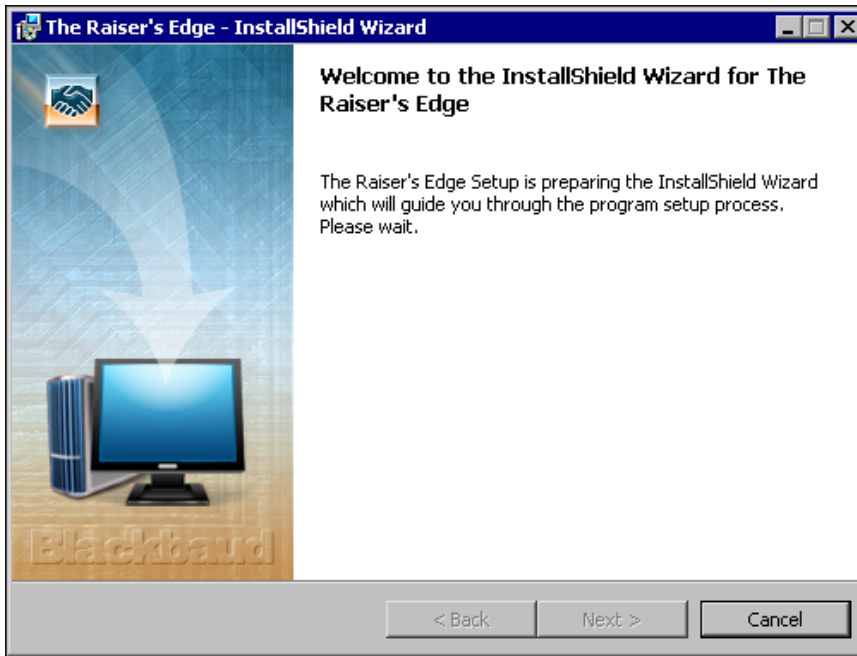 The Raiser's Edge - InstallShield Wizard
Welcome to the InstallShield Wizard for The
Raiser's Edge
The Raiser's Edge Setup is preparing the InstallShield Wizard
which will guide you through the program setup process.
Please wait.
Blackbaud
< Back
Next >
Cancel